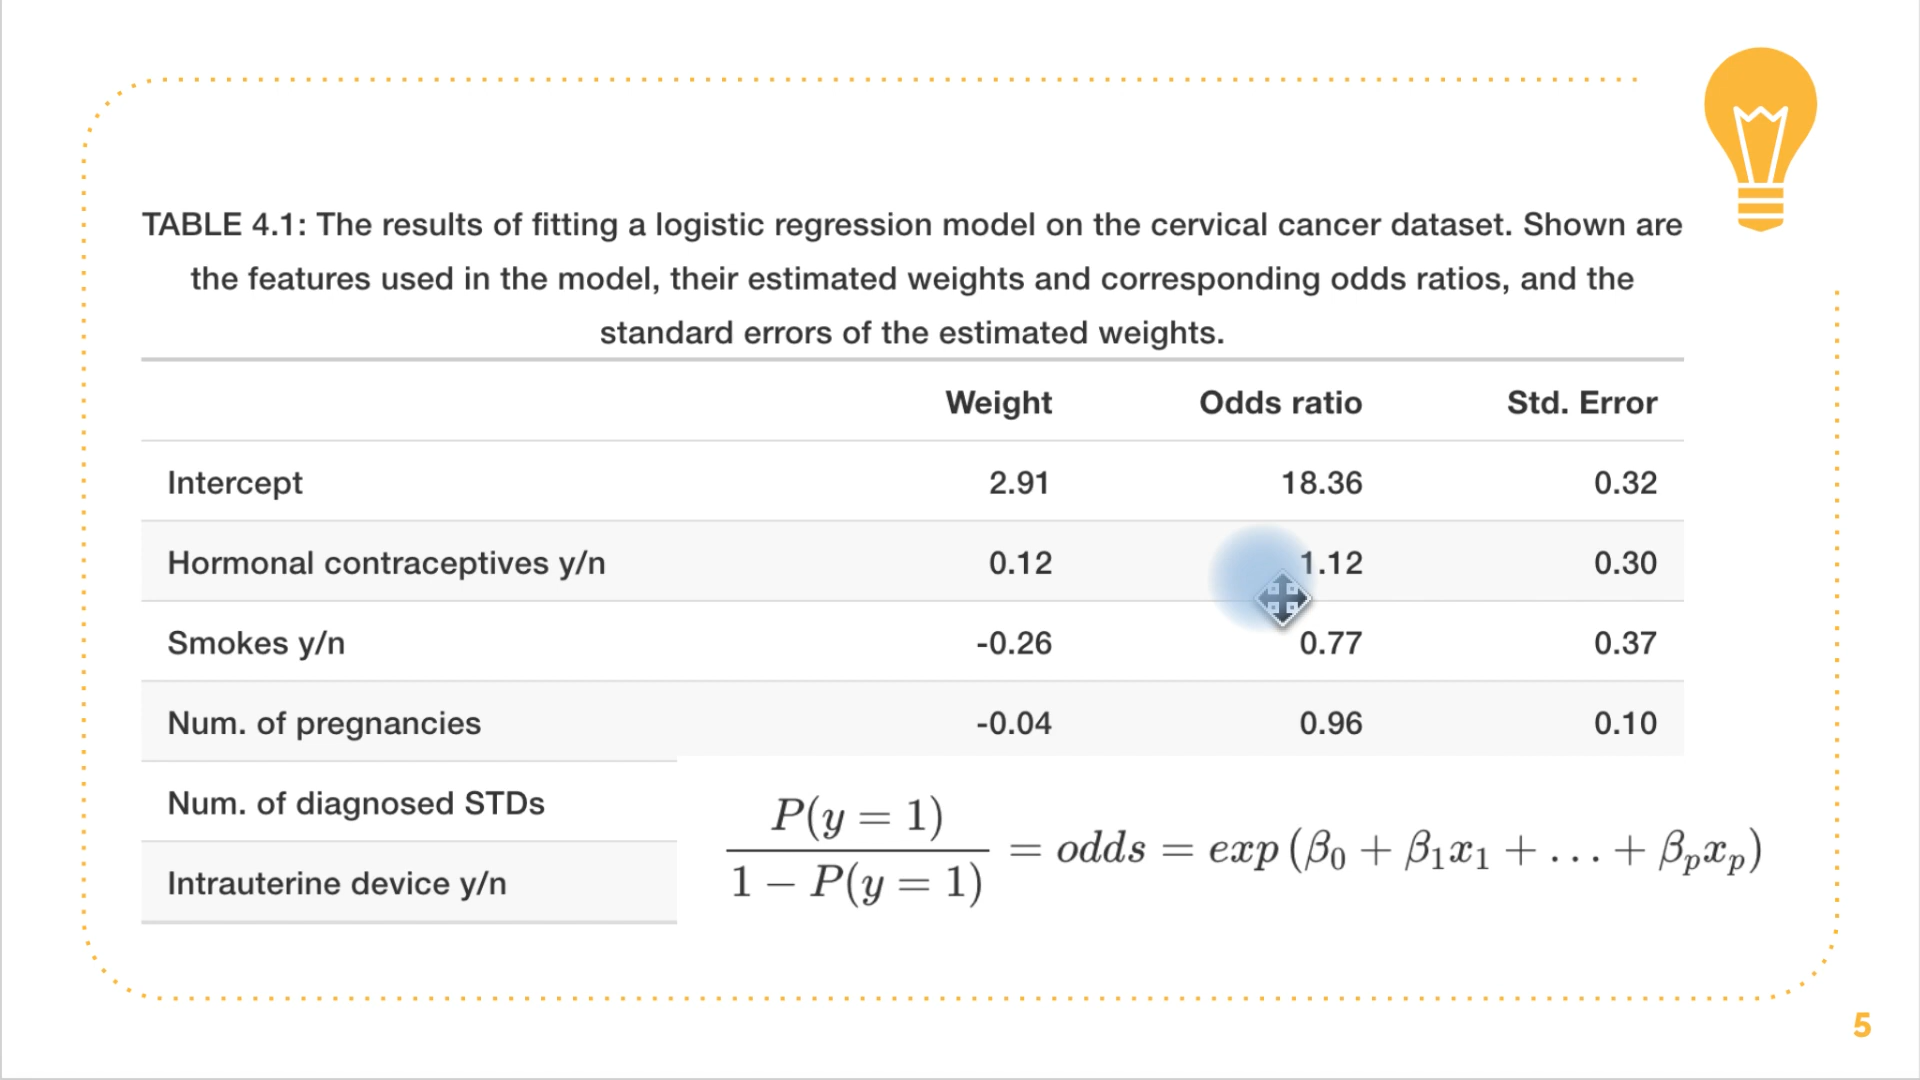 TABLE 4.1: The results of fitting a logistic regression model on the cervical cancer dataset. Shown are
the features used in the model, their estimated weights and corresponding odds ratios, and the
standard errors of the estimated weights.
Weight Odds ratio Std. Error
Intercept 2.91 18.36 0.32
Hormonal contraceptives y/n 0.12 1.12 0.30
Smokes y/n -0.26 0.77 0.37
Num. of pregnancies -0.04 0.96 0.10
Num. of diagnosed STDs
Intrauterine device y/n
P(y = 1)
1 − P(y = 1)
= odds = exp (β₀ + β₁x₁ + . . . + βₚxₚ)
5